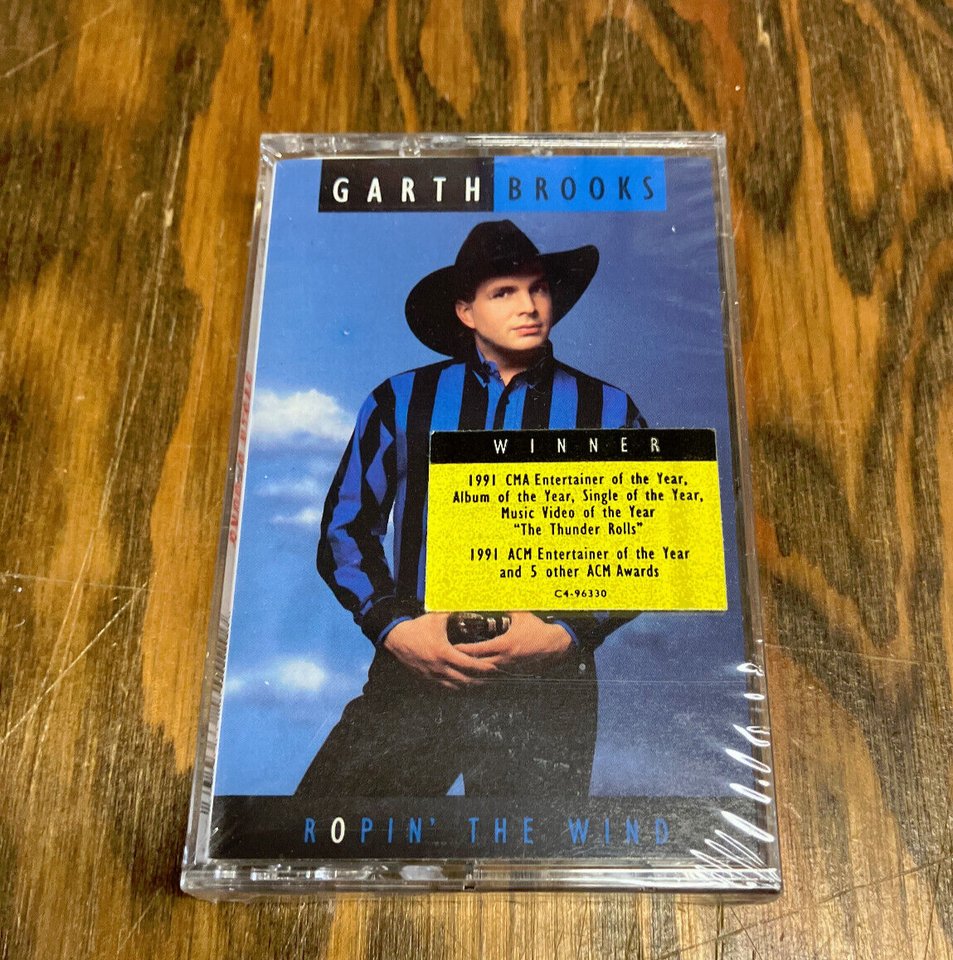 GARTH BROOKS
WINNER
1991 CMA Entertainer of the Year,
Album of the Year, Single of the Year,
Music Video of the Year
"The Thunder Rolls"
1991 ACM Entertainer of the Year
and 5 other ACM Awards
C4-96330
ROPIN' THE WIND